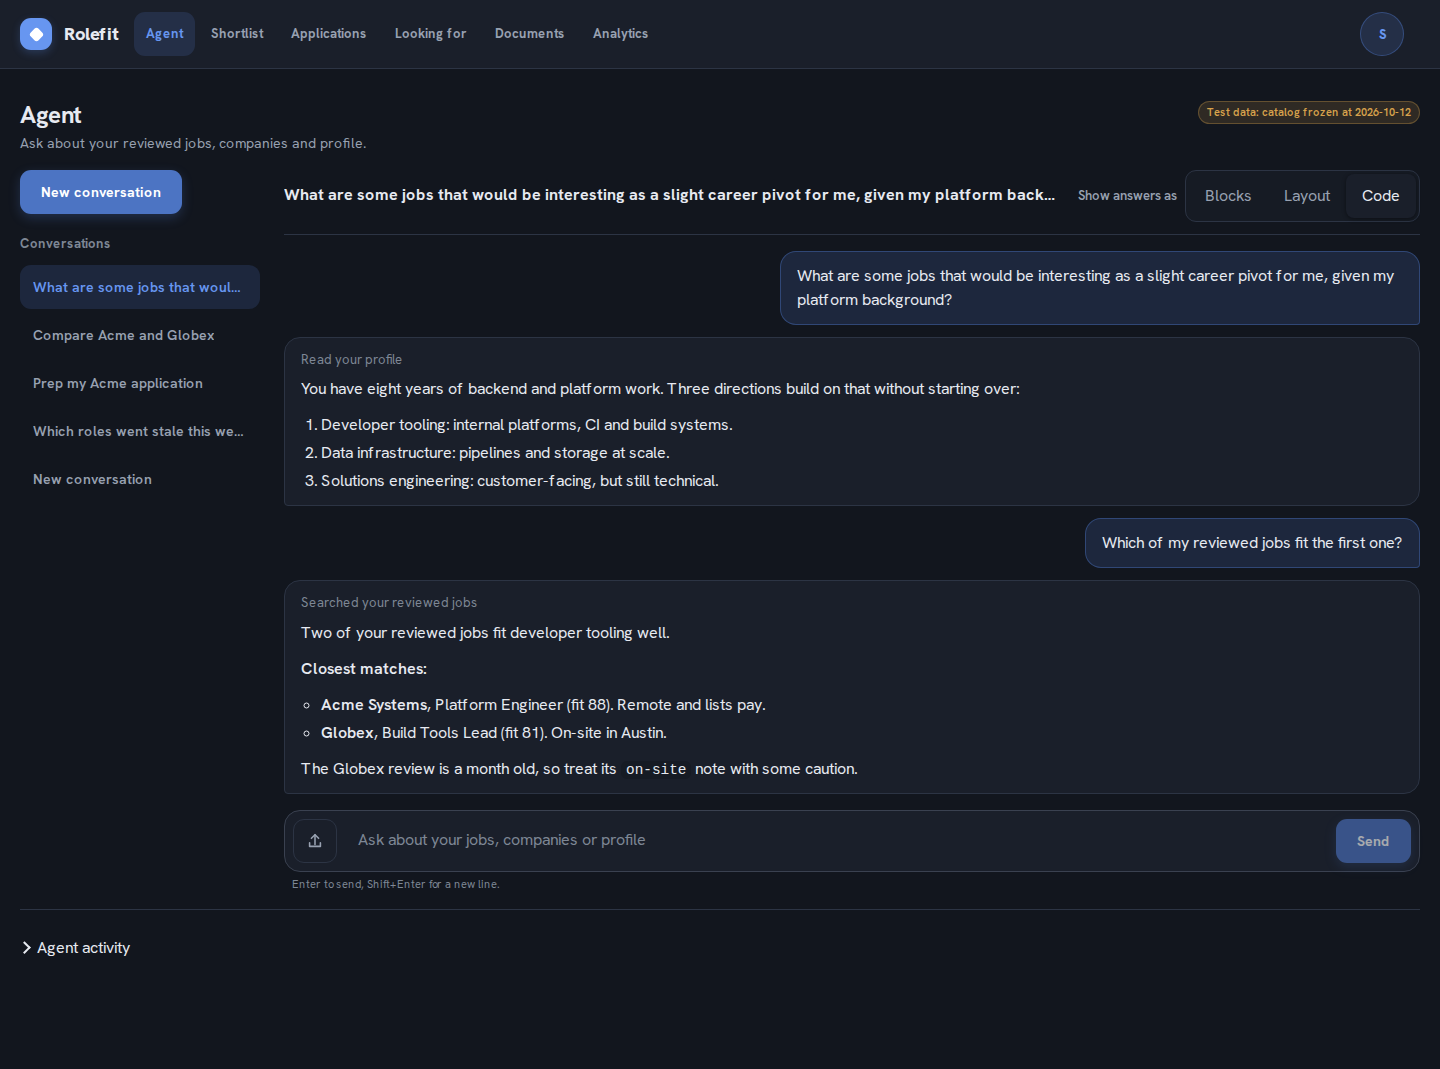 Rolefit
Agent
Shortlist
Applications
Looking for
Documents
Analytics
S
Agent
Test data: catalog frozen at 2026-10-12
Ask about your reviewed jobs, companies and profile.
New conversation
Conversations
What are some jobs that woul...
Compare Acme and Globex
Prep my Acme application
Which roles went stale this we...
New conversation
What are some jobs that would be interesting as a slight career pivot for me, given my platform back...
Show answers as
Blocks
Layout
Code
What are some jobs that would be interesting as a slight career pivot for me, given my
platform background?
Read your profile
You have eight years of backend and platform work. Three directions build on that without starting over:
1. Developer tooling: internal platforms, CI and build systems.
2. Data infrastructure: pipelines and storage at scale.
3. Solutions engineering: customer-facing, but still technical.
Which of my reviewed jobs fit the first one?
Searched your reviewed jobs
Two of your reviewed jobs fit developer tooling well.
Closest matches:
Acme Systems, Platform Engineer (fit 88). Remote and lists pay.
Globex, Build Tools Lead (fit 81). On-site in Austin.
The Globex review is a month old, so treat its on-site note with some caution.
Ask about your jobs, companies or profile
Send
Enter to send, Shift+Enter for a new line.
Agent activity